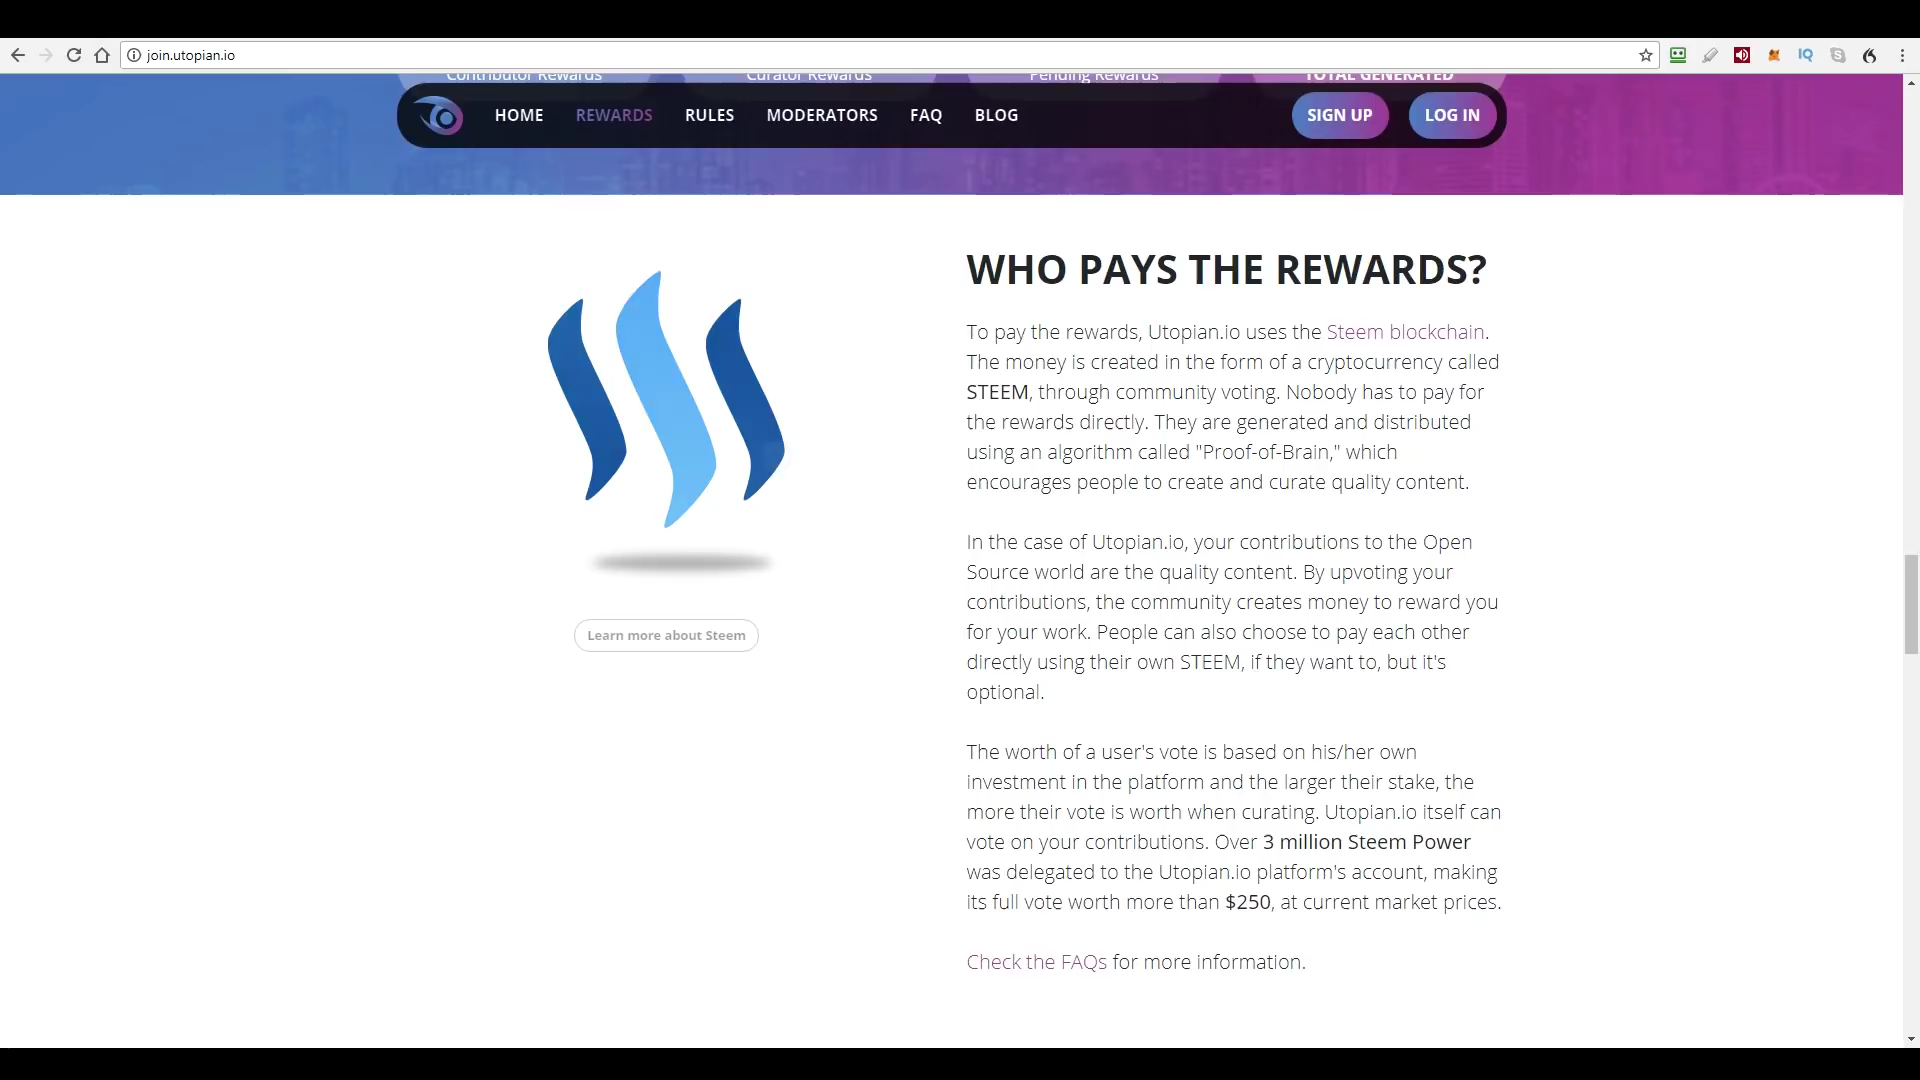 join.utopian.io
Contributor Rewards Curator Rewards Pending Rewards TOTAL GENERATED
HOME REWARDS RULES MODERATORS FAQ BLOG SIGN UP LOG IN
WHO PAYS THE REWARDS?
To pay the rewards, Utopian.io uses the Steem blockchain.
The money is created in the form of a cryptocurrency called
STEEM, through community voting. Nobody has to pay for
the rewards directly. They are generated and distributed
using an algorithm called "Proof-of-Brain," which
encourages people to create and curate quality content.
In the case of Utopian.io, your contributions to the Open
Source world are the quality content. By upvoting your
contributions, the community creates money to reward you
for your work. People can also choose to pay each other
directly using their own STEEM, if they want to, but it's
optional.
Learn more about Steem
The worth of a user's vote is based on his/her own
investment in the platform and the larger their stake, the
more their vote is worth when curating. Utopian.io itself can
vote on your contributions. Over 3 million Steem Power
was delegated to the Utopian.io platform's account, making
its full vote worth more than $250, at current market prices.
Check the FAQs for more information.